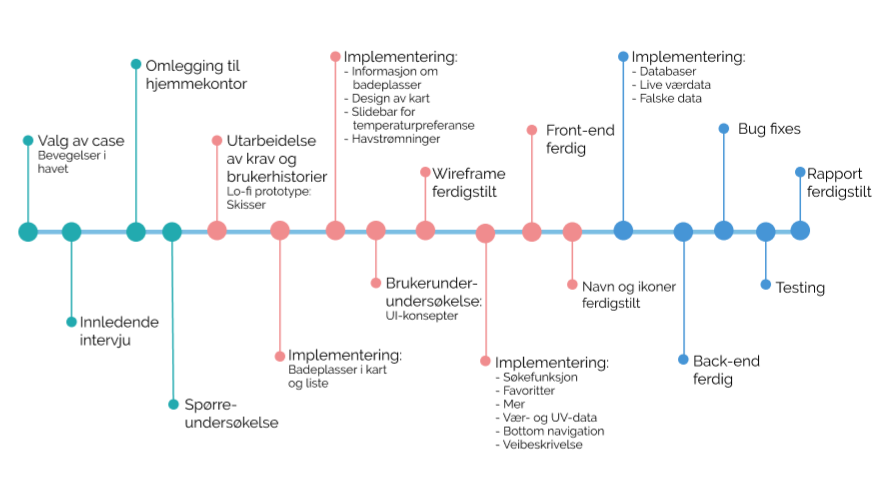 Valg av case
Bevegelser i
havet
Innledende
intervju
Omlegging til
hjemmekontor
Spørre-
undersøkelse
Utarbeidelse
av krav og
brukerhistorier
Lo-fi prototype:
Skisser
Implementering:
Badeplasser i kart
og liste
Implementering:
- Informasjon om
badeplasser
- Design av kart
- Slidebar for
temperaturpreferanse
- Havstrømninger
Brukerunder-
undersøkelse:
UI-konsepter
Wireframe
ferdigstilt
Implementering:
- Søkefunksjon
- Favoritter
- Mer
- Vær- og UV-data
- Bottom navigation
- Veibeskrivelse
Front-end
ferdig
Navn og ikoner
ferdigstilt
Implementering:
- Databaser
- Live værdata
- Falske data
Back-end
ferdig
Bug fixes
Testing
Rapport
ferdigstilt